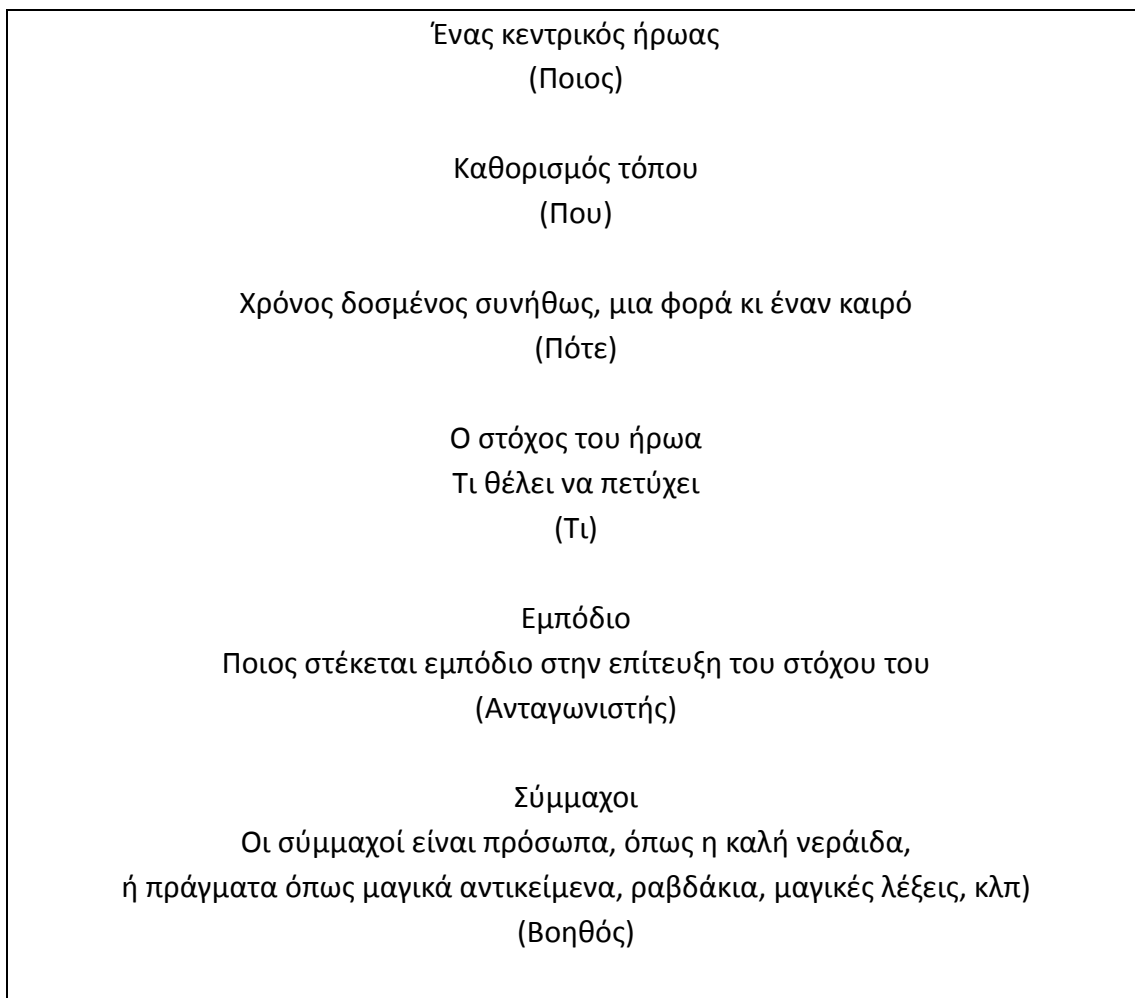 Ένας κεντρικός ήρωας
(Ποιος)
Καθορισμός τόπου
(Που)
Χρόνος δοσμένος συνήθως, μια φορά κι έναν καιρό
(Πότε)
Ο στόχος του ήρωα
Τι θέλει να πετύχει
(Τι)
Εμπόδιο
Ποιος στέκεται εμπόδιο στην επίτευξη του στόχου του
(Ανταγωνιστής)
Σύμμαχοι
Οι σύμμαχοί είναι πρόσωπα, όπως η καλή νεράιδα,
ή πράγματα όπως μαγικά αντικείμενα, ραβδάκια, μαγικές λέξεις, κλπ)
(Βοηθός)